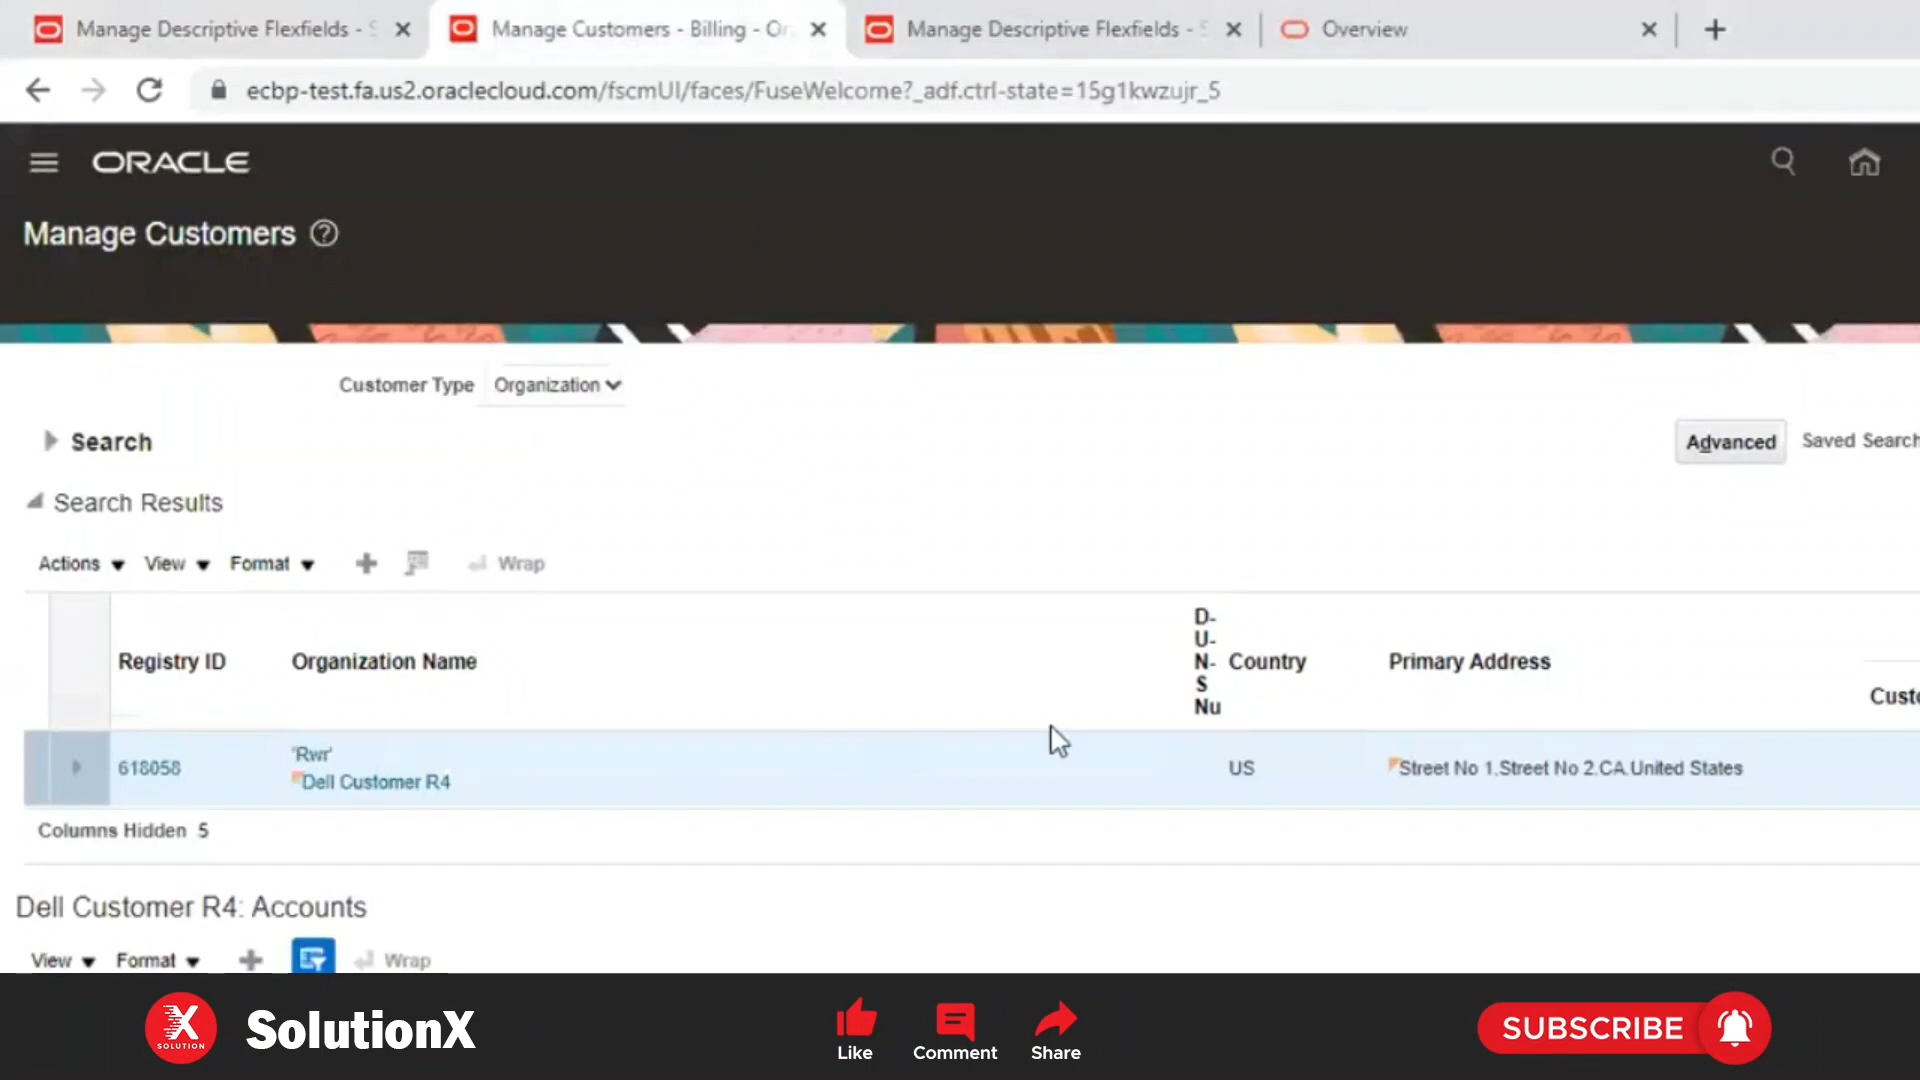 Manage Descriptive Flexfields - S
Manage Customers - Billing - Or
Manage Descriptive Flexfields - S
Overview
ecbp-test.fa.us2.oraclecloud.com/fscmUI/faces/FuseWelcome?_adf.ctrl-state=15g1kwzujr_5
ORACLE
Manage Customers
Customer Type Organization
Search
Advanced Saved Search
Search Results
Actions View Format Wrap
Registry ID
Organization Name
D-
U-
N-
S
Nu
Country
Primary Address
Custo
618058
'Rwr'
Dell Customer R4
US
Street No 1.Street No 2.CA.United States
Columns Hidden 5
Dell Customer R4: Accounts
View Format Wrap
X
SOLUTION
SolutionX
Like
Comment
Share
SUBSCRIBE